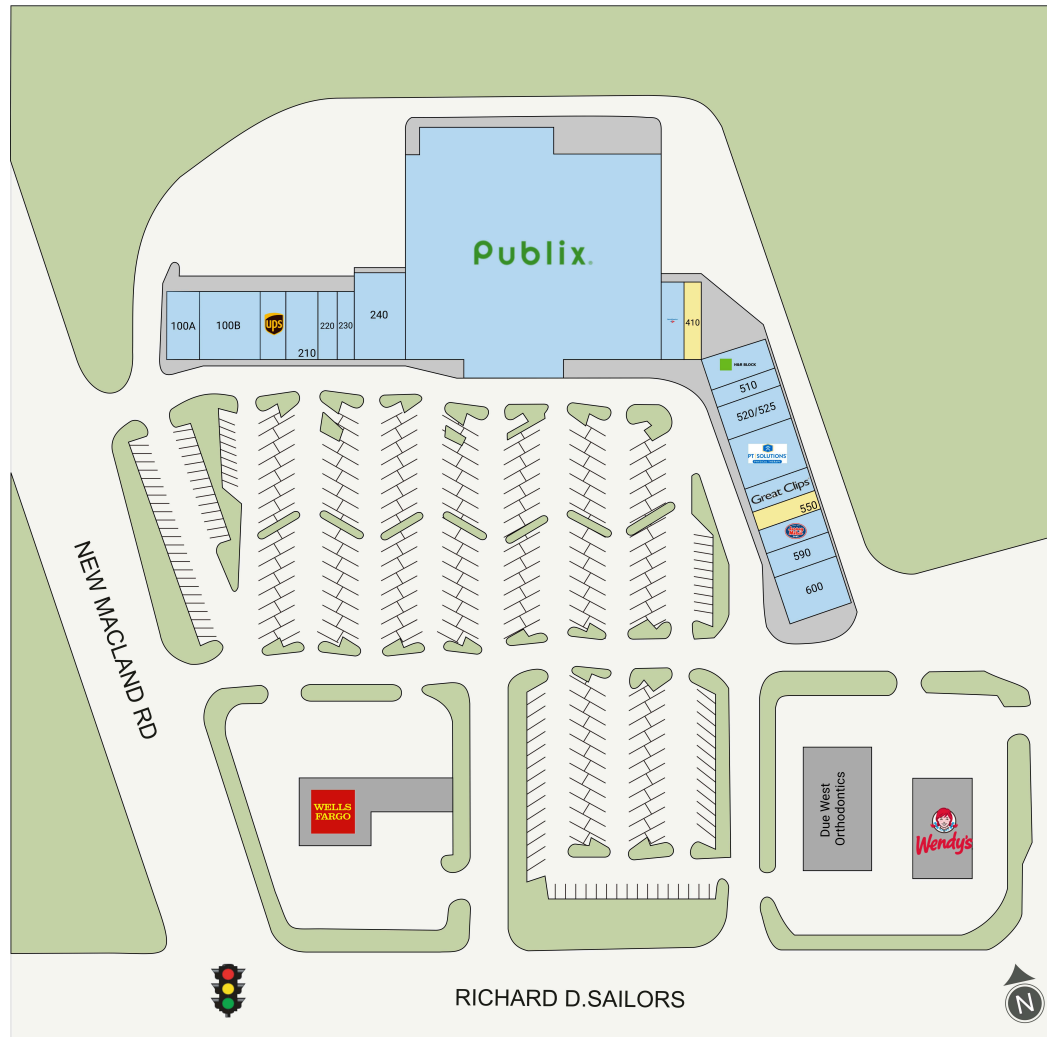 Publix.
100A
100B
ups
210
220
230
240
410
H&R BLOCK
510
520/525
PT SOLUTIONS
Great Clips
550
590
600
NEW MACLAND RD
WELLS
FARGO
Due West
Orthodontics
Wendy's
RICHARD D.SAILORS
N